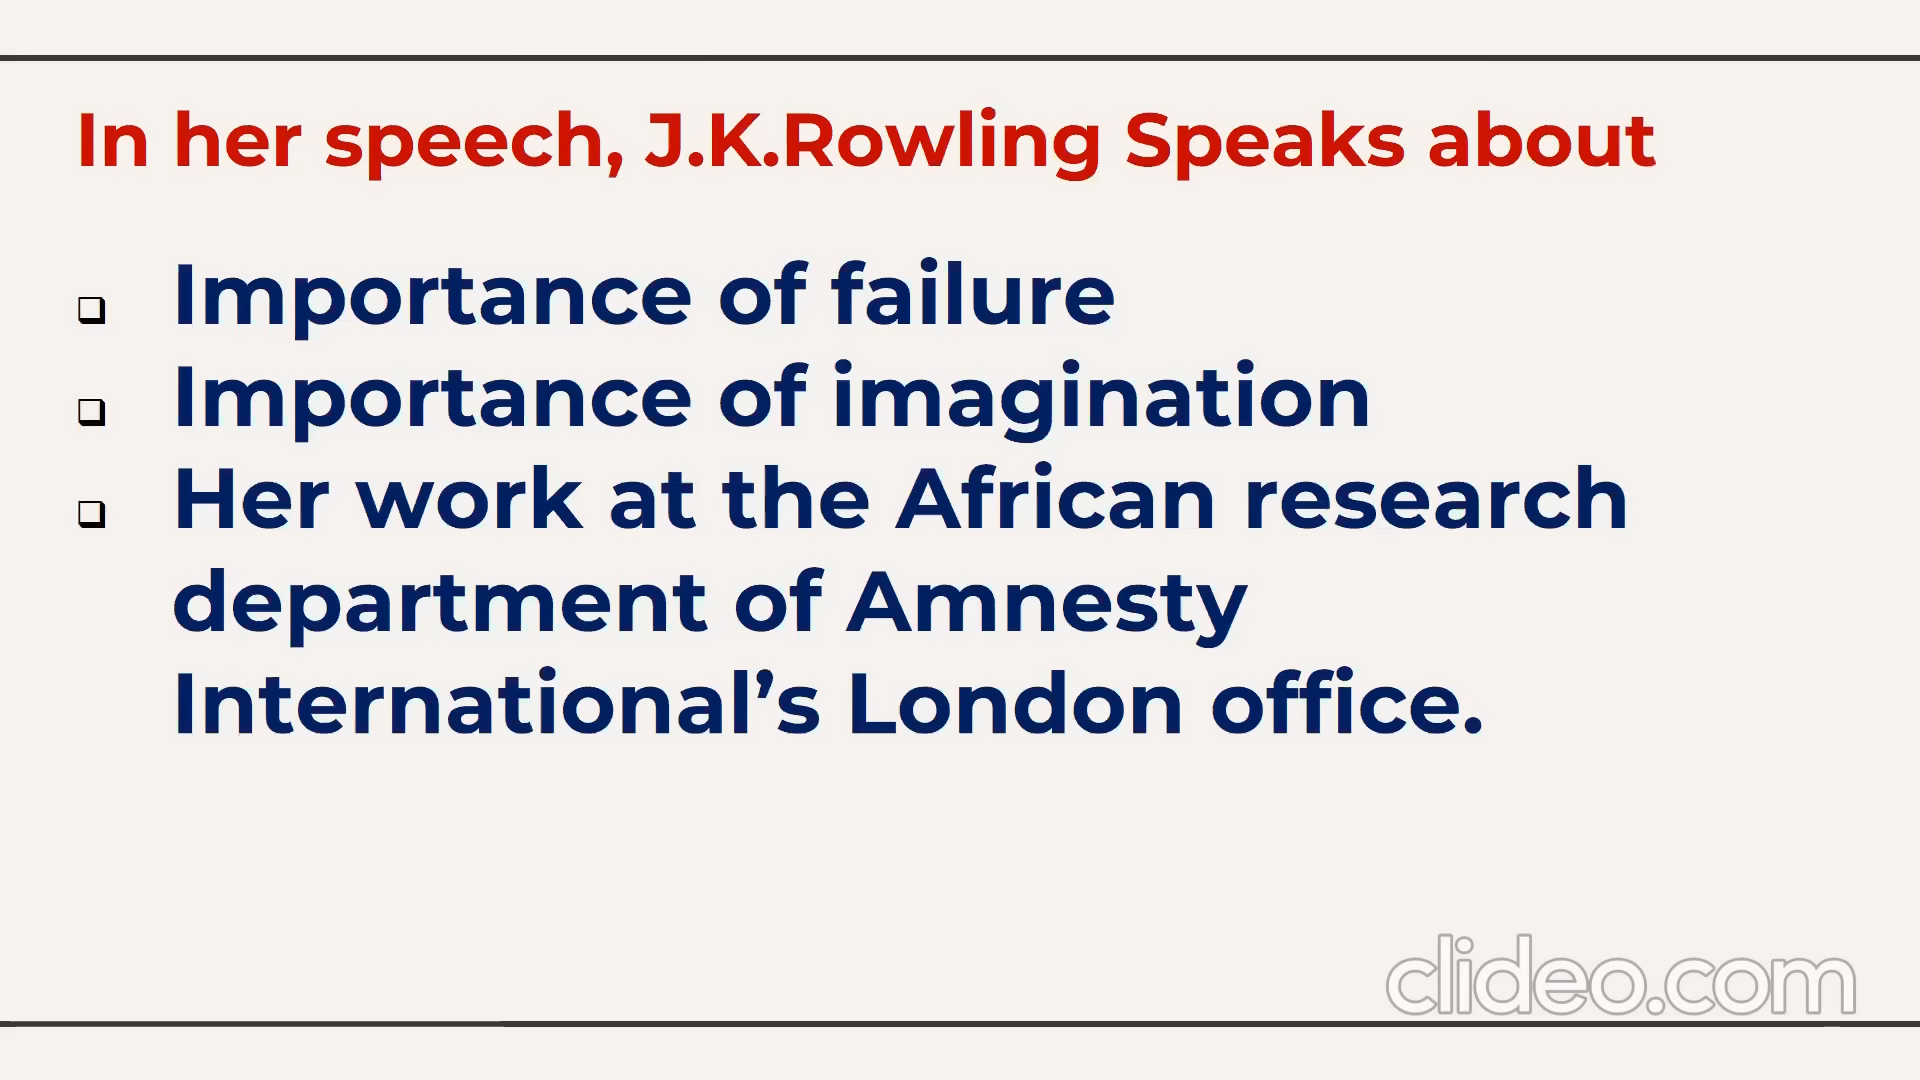 In her speech, J.K.Rowling Speaks about
❑ Importance of failure
❑ Importance of imagination
❑ Her work at the African research
department of Amnesty
International’s London office.
clideo.com